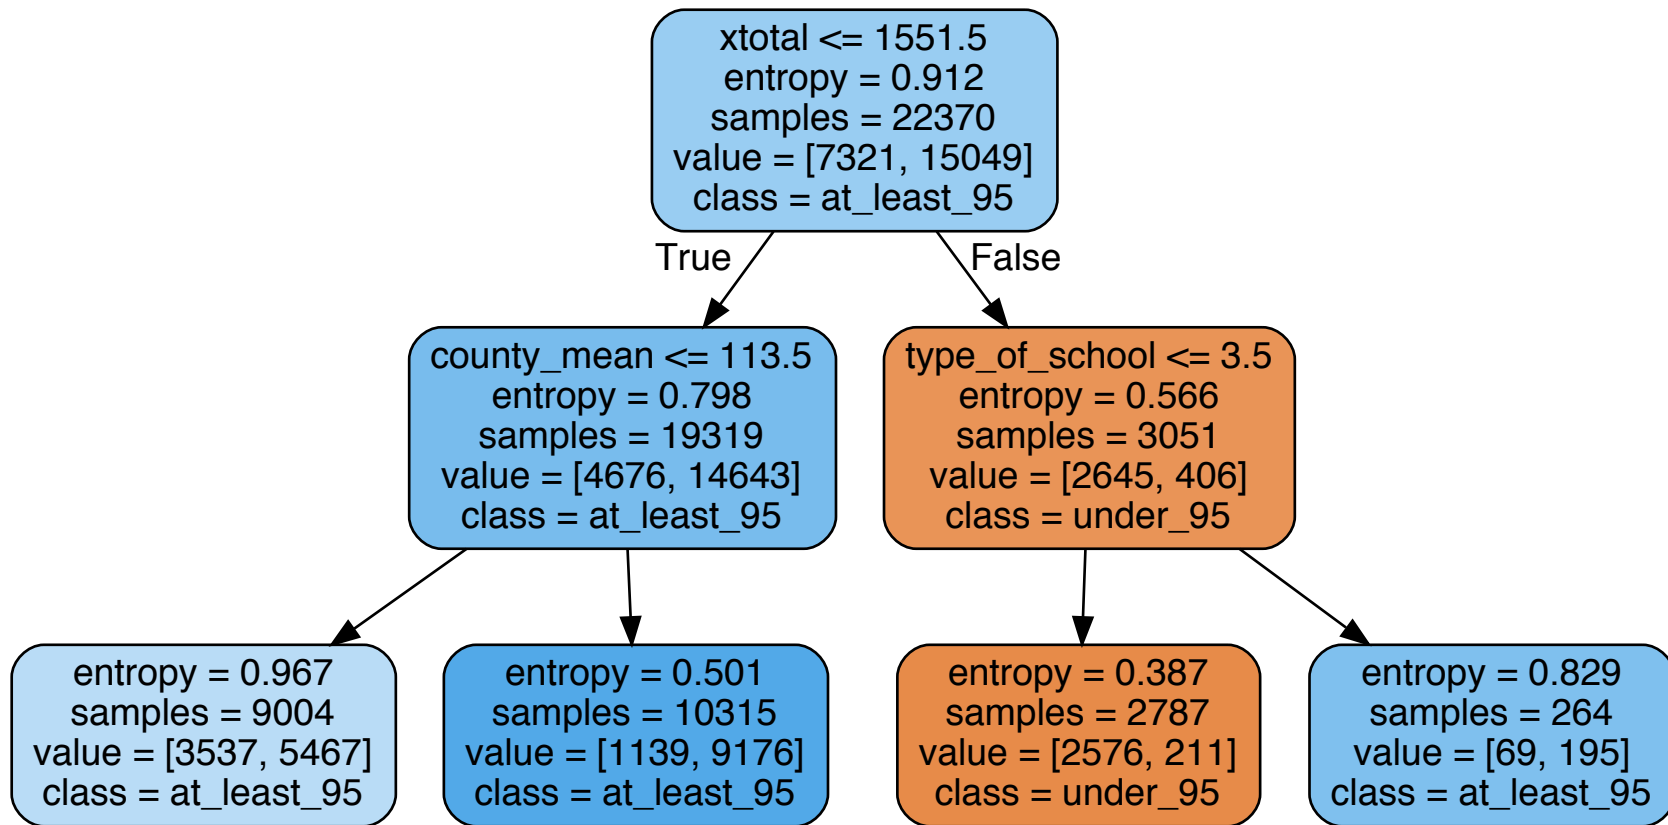 xtotal <= 1551.5
entropy = 0.912
samples = 22370
value = [7321, 15049]
class = at_least_95
True
False
county_mean <= 113.5
entropy = 0.798
samples = 19319
value = [4676, 14643]
class = at_least_95
type_of_school <= 3.5
entropy = 0.566
samples = 3051
value = [2645, 406]
class = under_95
entropy = 0.967
samples = 9004
value = [3537, 5467]
class = at_least_95
entropy = 0.501
samples = 10315
value = [1139, 9176]
class = at_least_95
entropy = 0.387
samples = 2787
value = [2576, 211]
class = under_95
entropy = 0.829
samples = 264
value = [69, 195]
class = at_least_95